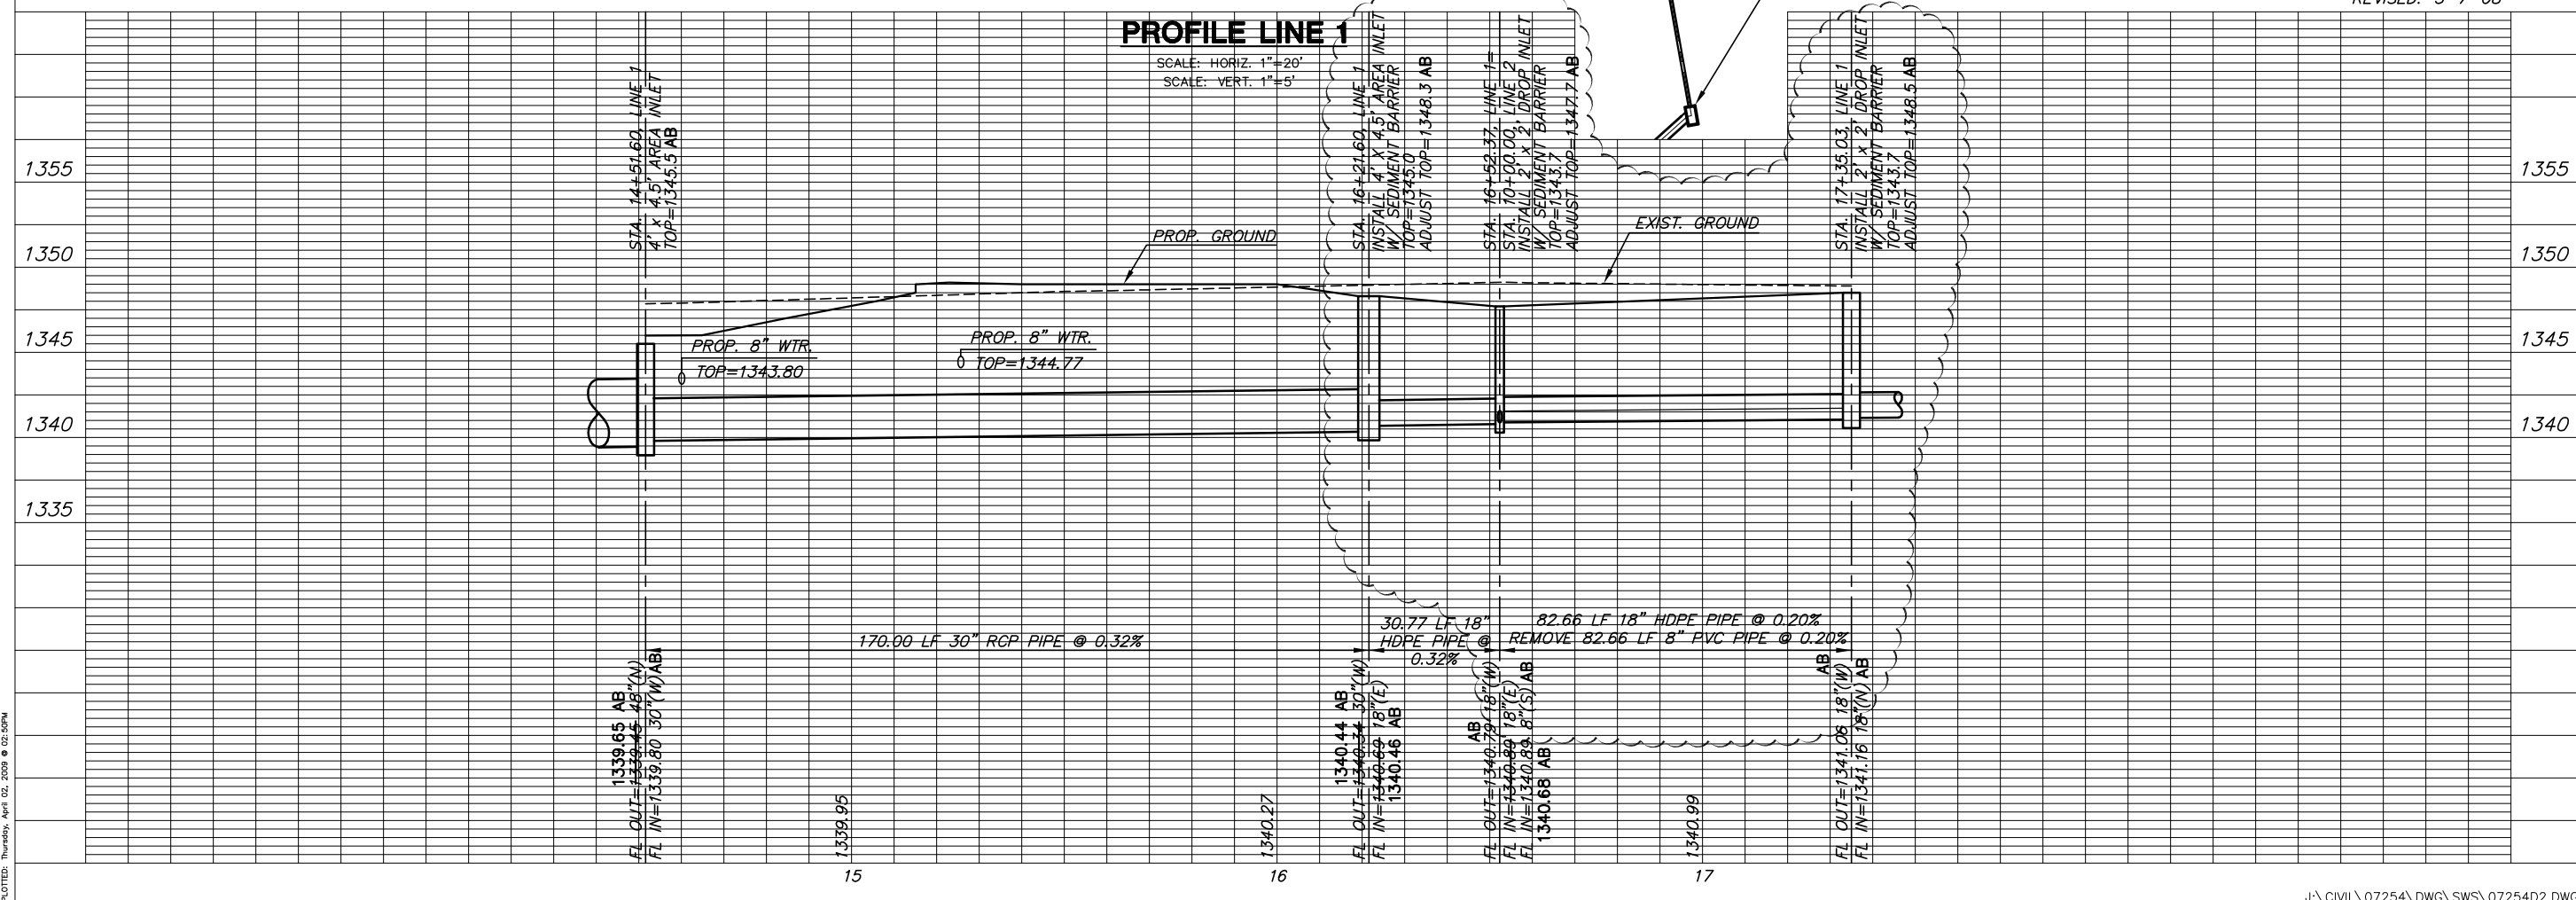 PROFILE LINE 1
SCALE: HORIZ. 1"=20'
SCALE: VERT. 1"=5'
STA. 14+51.60, LINE 1
4' x 4.5' AREA INLET
TOP=1345.5 AB
STA. 16+21.60, LINE 1
INSTALL 4' X 4.5' AREA INLET
W/ SEDIMENT BARRIER
TOP=1345.0
ADJUST TOP=1348.3 AB
STA. 16+52.37, LINE 1=
STA. 10+00.00, LINE 2
INSTALL 2' x 2' DROP INLET
W/ SEDIMENT BARRIER
TOP=1343.7
ADJUST TOP=1347.7 AB
STA. 17+35.03, LINE 1
INSTALL 2' x 2' DROP INLET
W/ SEDIMENT BARRIER
TOP=1343.7
ADJUST TOP=1348.5 AB
1355
1355
1350
1350
1345
1345
1340
1340
1335
PROP. GROUND
EXIST. GROUND
PROP. 8" WTR.
TOP=1343.80
PROP. 8" WTR.
TOP=1344.77
170.00 LF 30" RCP PIPE @ 0.32%
30.77 LF 18"
HDPE PIPE @
0.32%
82.66 LF 18" HDPE PIPE @ 0.20%
REMOVE 82.66 LF 8" PVC PIPE @ 0.20%
1339.65 AB
FL OUT=1339.45 48"(N)
FL IN=1339.80 30"(W) AB
1340.44 AB
FL OUT=1340.34 30"(W)
FL IN=1340.69 18"(E)
1340.46 AB
AB
FL OUT=1340.79 18"(W)
FL IN=1340.89 18"(E)
FL IN=1340.89 8"(S) AB
1340.68 AB
AB
FL OUT=1341.06 18"(W)
FL IN=1341.16 18"(N) AB
1339.95
1340.27
1340.99
15
16
17
PLOTTED: Thursday, April 02, 2009 @ 02:50PM
J:\CIVIL\07254\DWG\SWS\07254D2.DWG